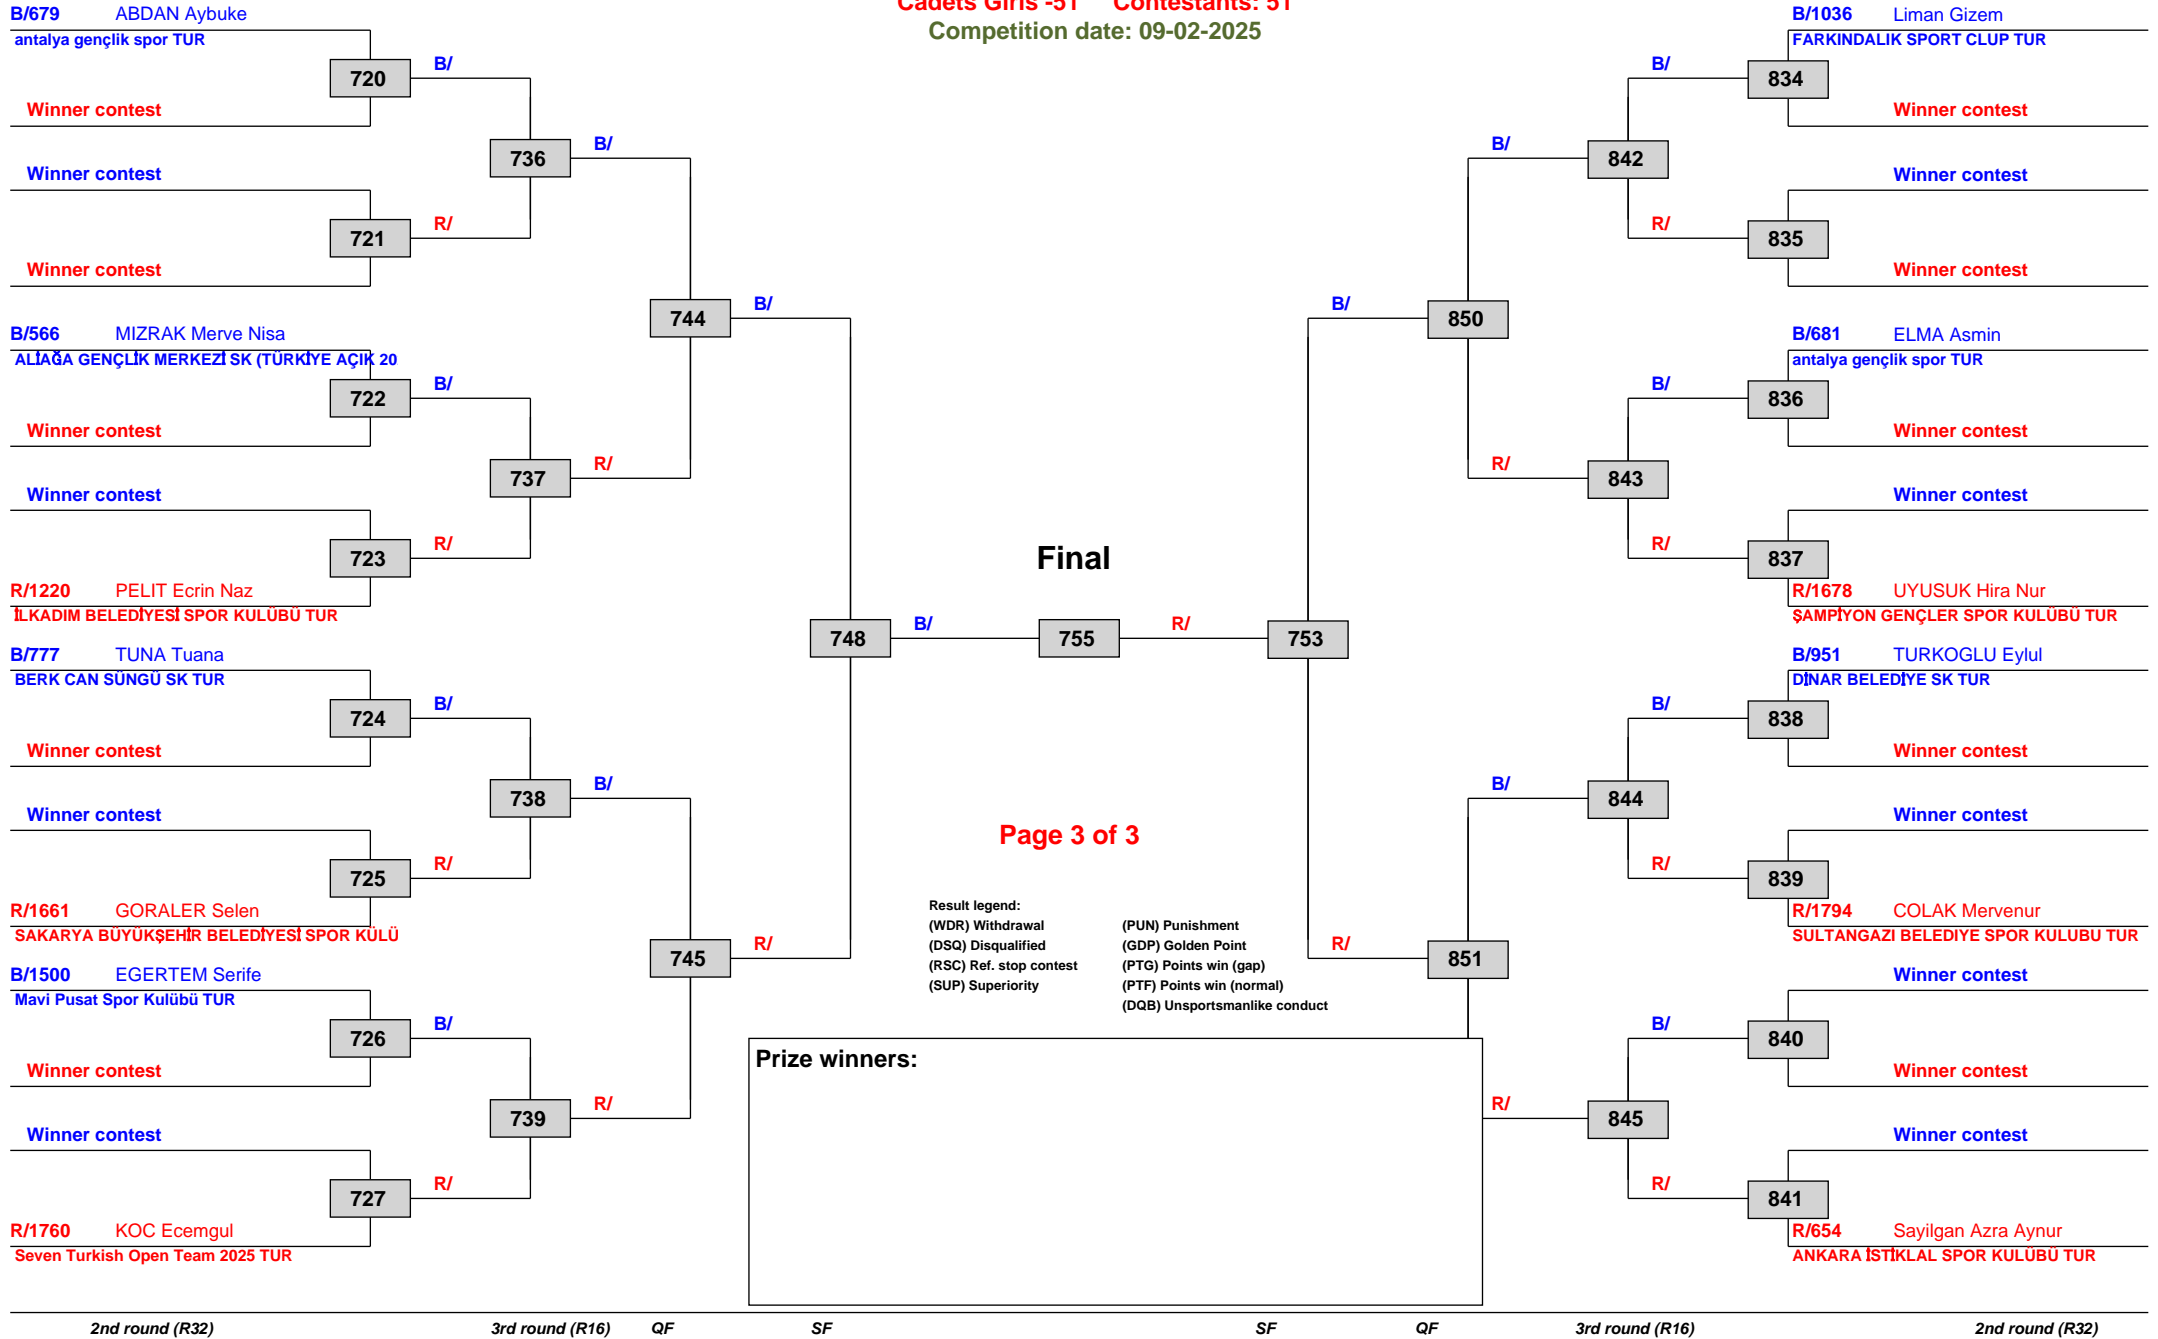 Cadets Girls -51 Contestants: 51
Competition date: 09-02-2025
B/679 ABDAN Aybuke
antalya gençlik spor TUR
720
B/
Winner contest
736
B/
Winner contest
721
R/
Winner contest
744
B/
B/566 MIZRAK Merve Nisa
ALİAĞA GENÇLİK MERKEZİ SK (TÜRKİYE AÇIK 20
722
B/
Winner contest
737
R/
Winner contest
723
R/
R/1220 PELIT Ecrin Naz
İLKADIM BELEDİYESİ SPOR KULÜBÜ TUR
748
B/
B/777 TUNA Tuana
BERK CAN SÜNGÜ SK TUR
724
B/
Winner contest
738
B/
Winner contest
725
R/
R/1661 GORALER Selen
SAKARYA BÜYÜKŞEHİR BELEDİYESİ SPOR KULÜ
745
R/
B/1500 EGERTEM Serife
Mavi Pusat Spor Kulübü TUR
726
B/
Winner contest
739
R/
Winner contest
727
R/
R/1760 KOC Ecemgul
Seven Turkish Open Team 2025 TUR
Final
755
R/
753
Page 3 of 3
Result legend:
(WDR) Withdrawal (PUN) Punishment
(DSQ) Disqualified (GDP) Golden Point
(RSC) Ref. stop contest (PTG) Points win (gap)
(SUP) Superiority (PTF) Points win (normal)
(DQB) Unsportsmanlike conduct
Prize winners:
B/1036 Liman Gizem
FARKINDALIK SPORT CLUP TUR
B/
834
Winner contest
B/
842
Winner contest
R/
835
Winner contest
B/
850
B/681 ELMA Asmin
antalya gençlik spor TUR
B/
836
Winner contest
R/
843
Winner contest
R/
837
R/1678 UYUSUK Hira Nur
ŞAMPİYON GENÇLER SPOR KULÜBÜ TUR
B/951 TURKOGLU Eylul
DİNAR BELEDİYE SK TUR
B/
838
Winner contest
B/
844
Winner contest
R/
839
R/1794 COLAK Mervenur
SULTANGAZI BELEDIYE SPOR KULUBU TUR
R/
851
Winner contest
B/
840
Winner contest
R/
845
Winner contest
R/
841
R/654 Sayilgan Azra Aynur
ANKARA İSTİKLAL SPOR KULÜBÜ TUR
2nd round (R32) 3rd round (R16) QF SF SF QF 3rd round (R16) 2nd round (R32)